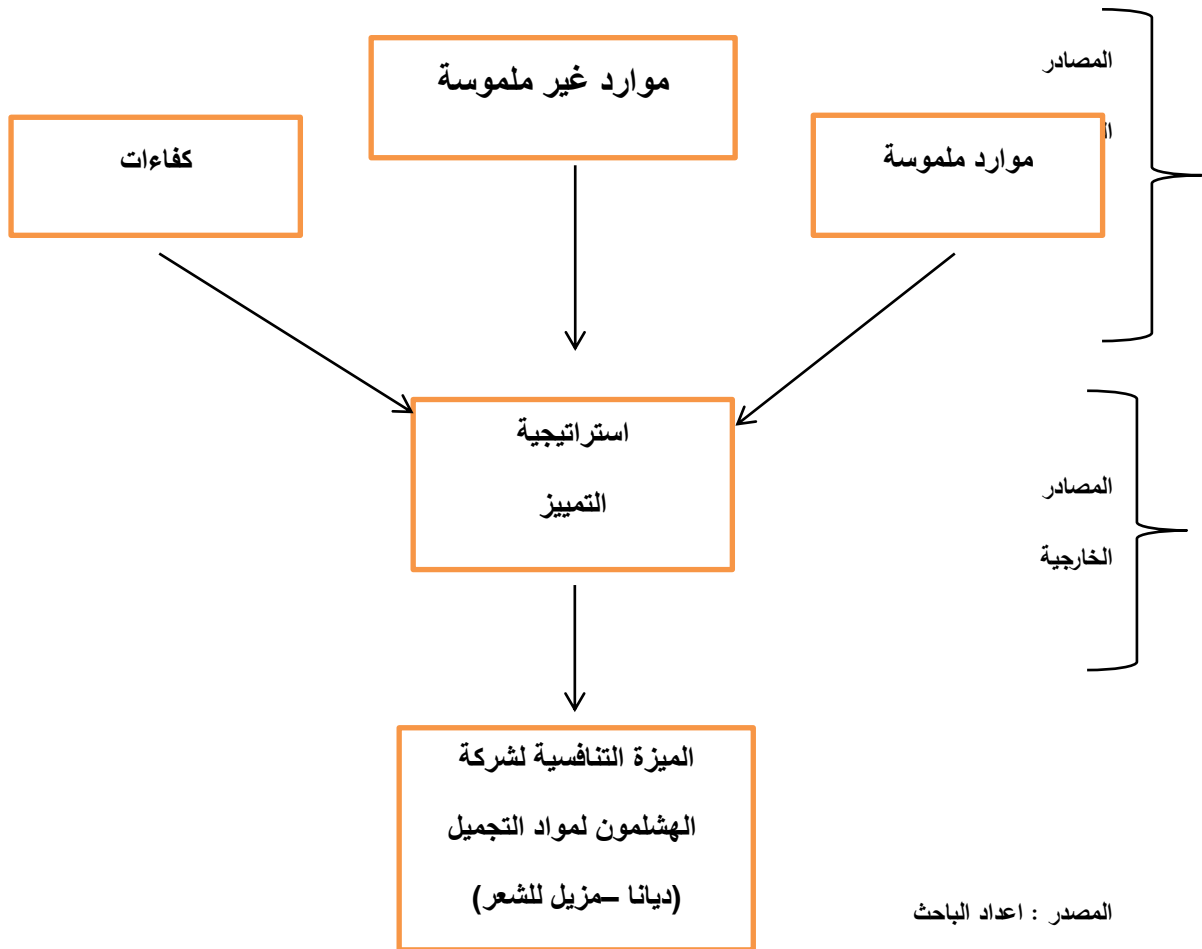 المصادر
موارد غير ملموسة
موارد ملموسة
كفاءات
استراتيجية
التمييز
المصادر
الخارجية
الميزة التنافسية لشركة
الهشلمون لمواد التجميل
(ديانا –مزيل للشعر)
المصدر : اعداد الباحث